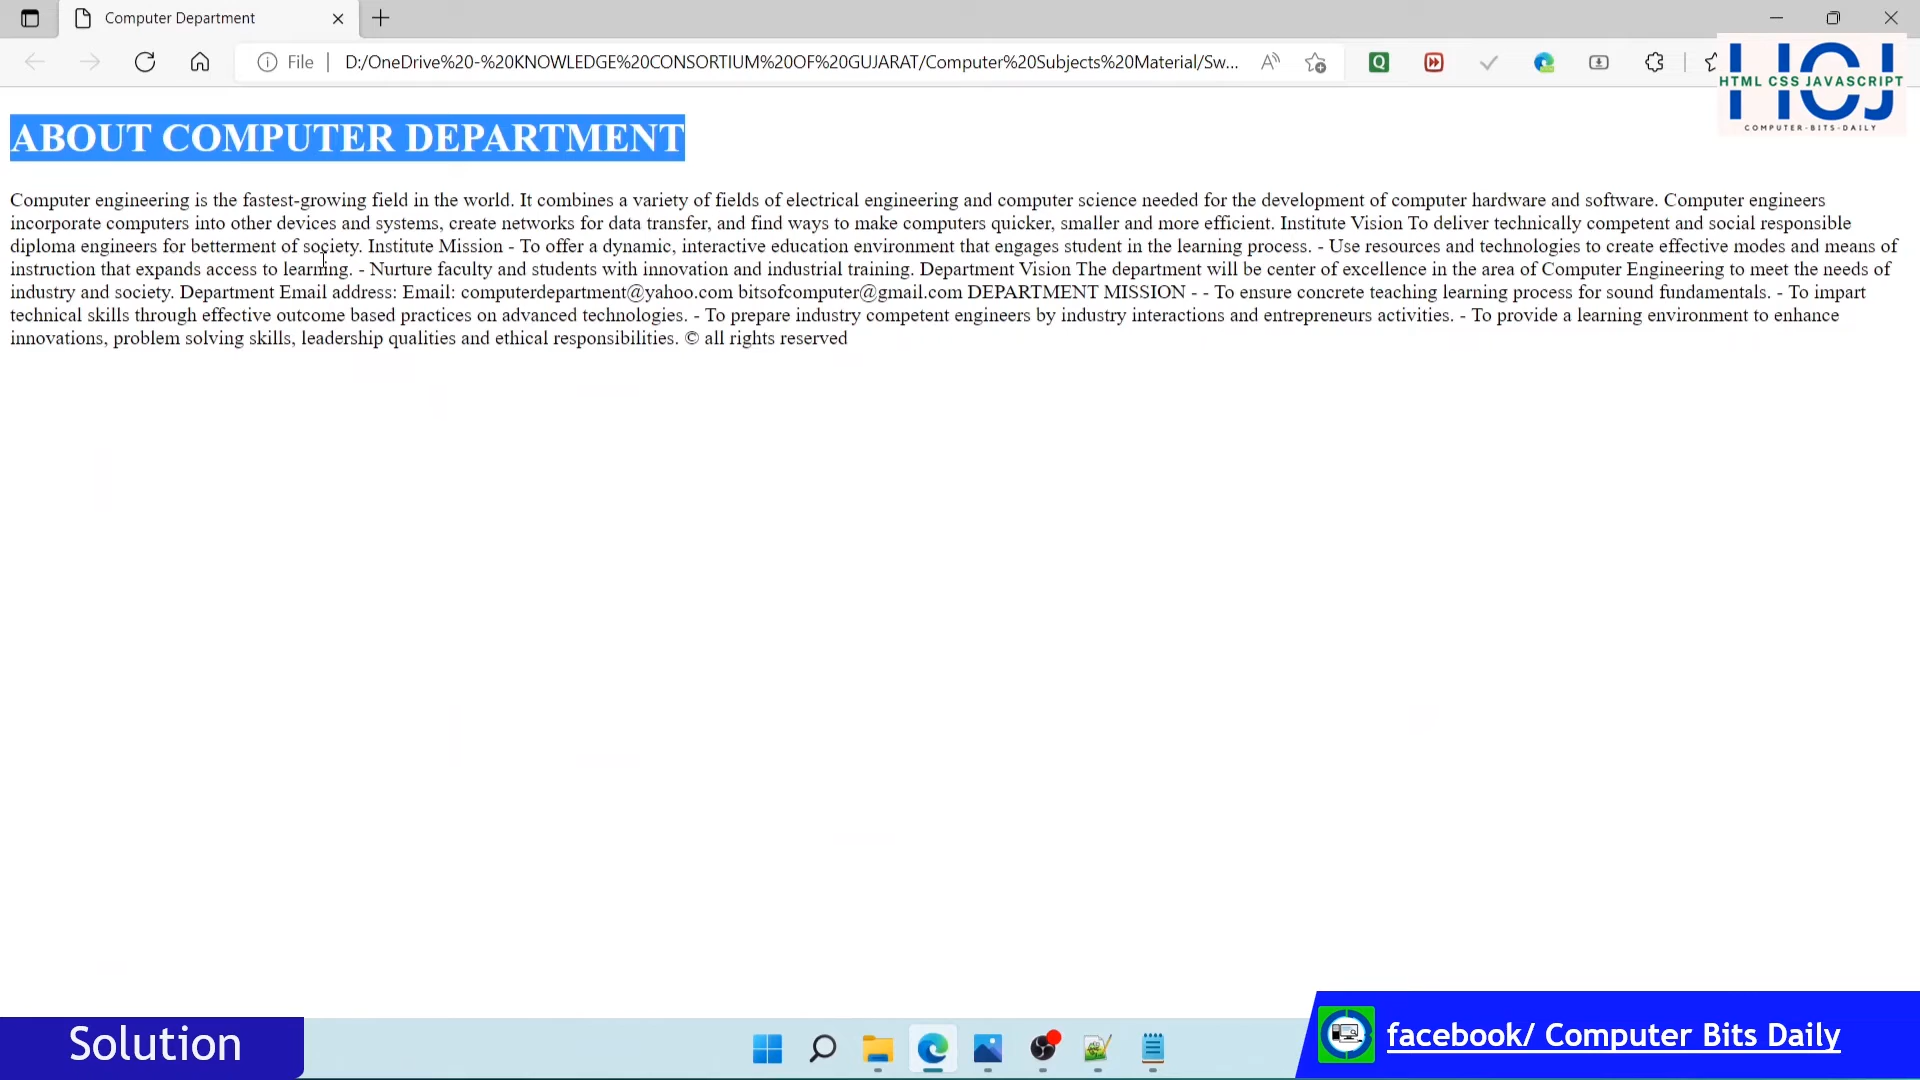 Computer Department
File
D:/OneDrive%20-%20KNOWLEDGE%20CONSORTIUM%20OF%20GUJARAT/Computer%20Subjects%20Material/Sw...
HCJ
HTML CSS JAVASCRIPT
COMPUTER-BITS-DAILY
ABOUT COMPUTER DEPARTMENT
Computer engineering is the fastest-growing field in the world. It combines a variety of fields of electrical engineering and computer science needed for the development of computer hardware and software. Computer engineers
incorporate computers into other devices and systems, create networks for data transfer, and find ways to make computers quicker, smaller and more efficient. Institute Vision To deliver technically competent and social responsible
diploma engineers for betterment of society. Institute Mission - To offer a dynamic, interactive education environment that engages student in the learning process. - Use resources and technologies to create effective modes and means of
instruction that expands access to learning. - Nurture faculty and students with innovation and industrial training. Department Vision The department will be center of excellence in the area of Computer Engineering to meet the needs of
industry and society. Department Email address: Email: computerdepartment@yahoo.com bitsofcomputer@gmail.com DEPARTMENT MISSION - - To ensure concrete teaching learning process for sound fundamentals. - To impart
technical skills through effective outcome based practices on advanced technologies. - To prepare industry competent engineers by industry interactions and entrepreneurs activities. - To provide a learning environment to enhance
innovations, problem solving skills, leadership qualities and ethical responsibilities. © all rights reserved
Solution
facebook/ Computer Bits Daily